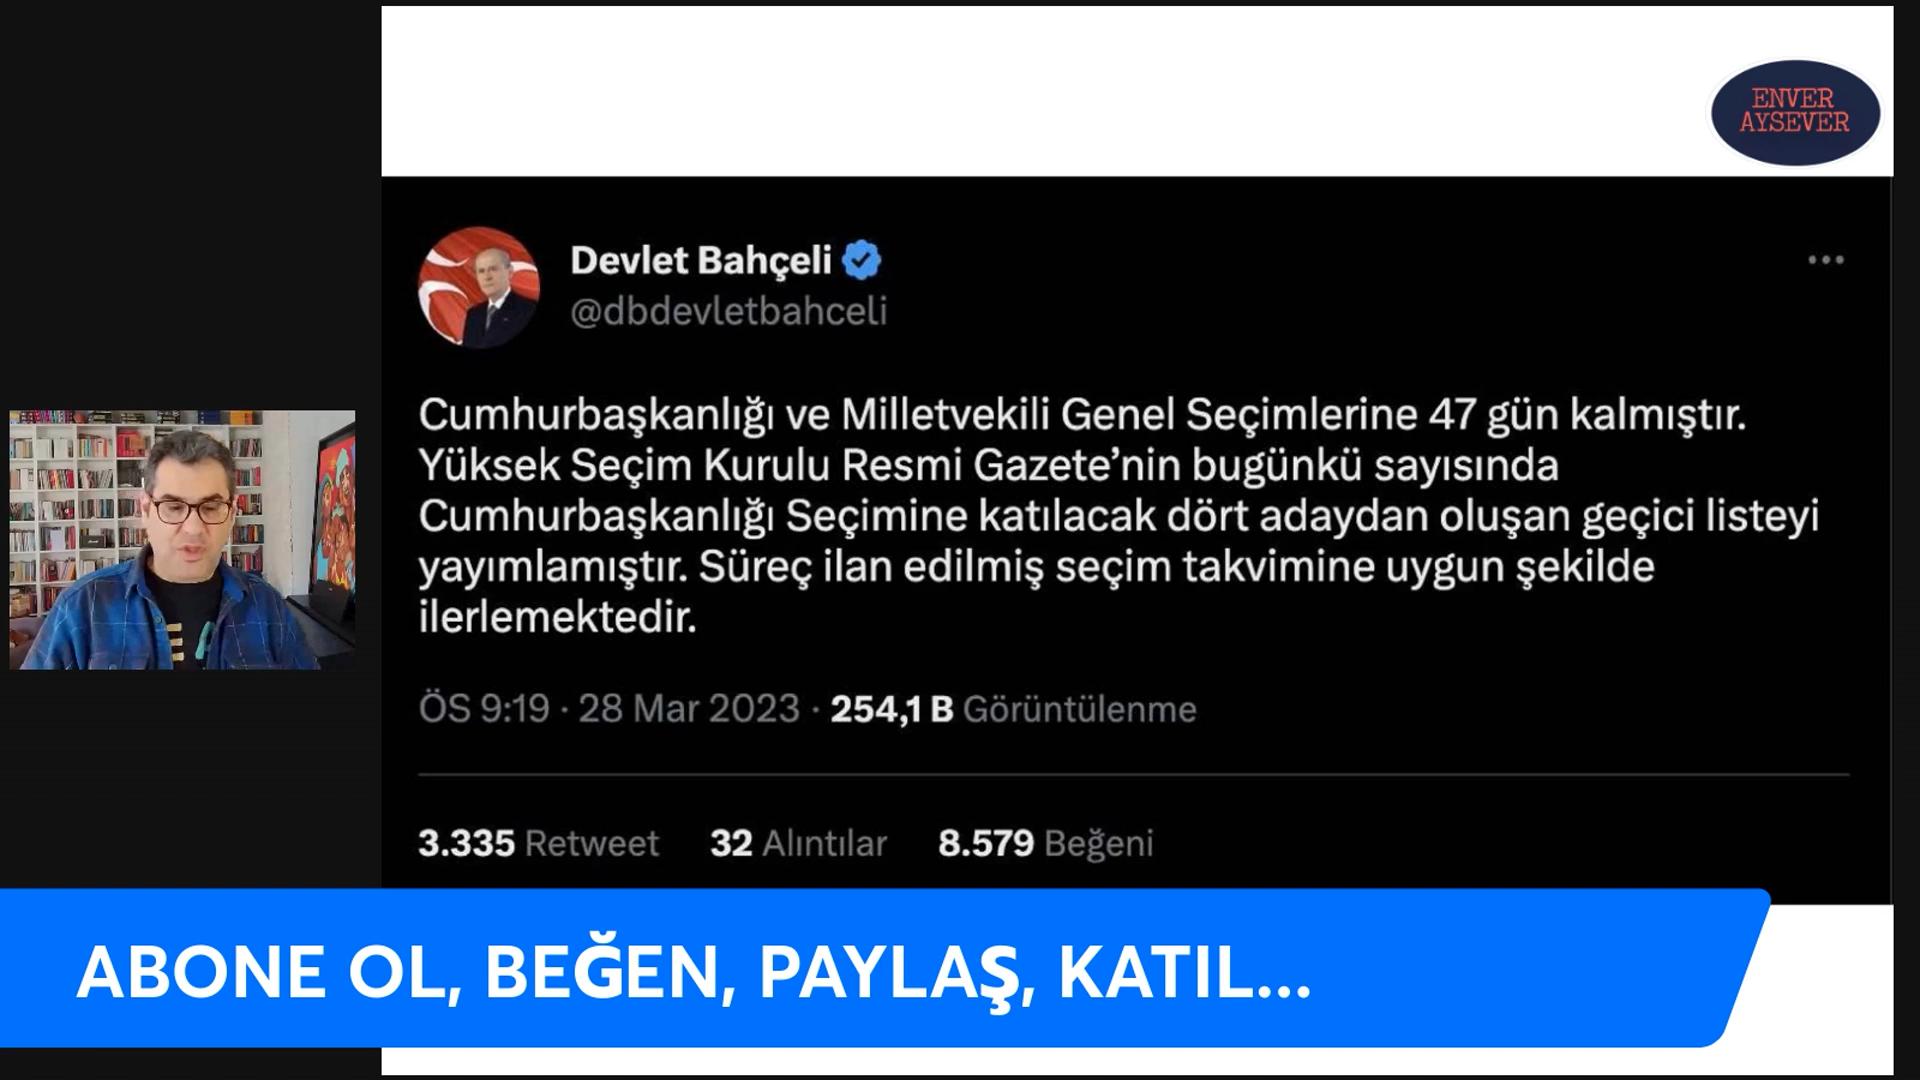 ENVER
AYSEVER
Devlet Bahçeli
@dbdevletbahceli
Cumhurbaşkanlığı ve Milletvekili Genel Seçimlerine 47 gün kalmıştır.
Yüksek Seçim Kurulu Resmi Gazete’nin bugünkü sayısında
Cumhurbaşkanlığı Seçimine katılacak dört adaydan oluşan geçici listeyi
yayımlamıştır. Süreç ilan edilmiş seçim takvimine uygun şekilde
ilerlemektedir.
ÖS 9:19 · 28 Mar 2023 · 254,1 B Görüntülenme
3.335 Retweet 32 Alıntılar 8.579 Beğeni
ABONE OL, BEĞEN, PAYLAŞ, KATIL...